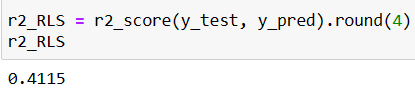 r2_RLS = r2_score(y_test, y_pred).round(4)
r2_RLS
0.4115